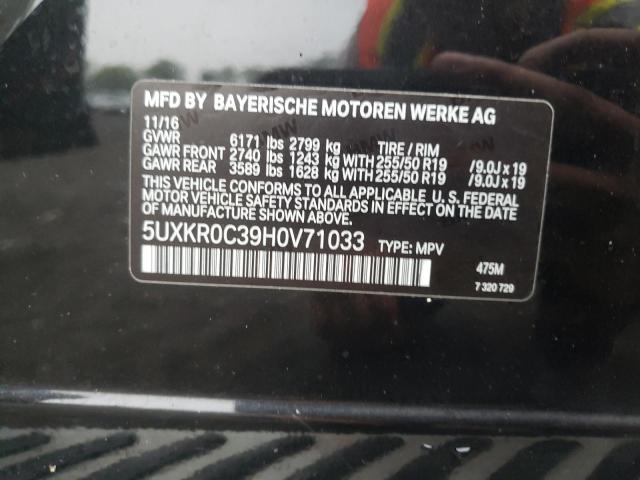 MFD BY BAYERISCHE MOTOREN WERKE AG
11/16
GVWR 6171 lbs 2799 kg TIRE / RIM
GAWR FRONT 2740 lbs 1243 kg WITH 255/50 R19 /9.0J x 19
GAWR REAR 3589 lbs 1628 kg WITH 255/50 R19 /9.0J x 19
THIS VEHICLE CONFORMS TO ALL APPLICABLE U. S. FEDERAL
MOTOR VEHICLE SAFETY STANDARDS IN EFFECT ON THE DATE OF
MANUFACTURE SHOWN ABOVE.
5UXKR0C39H0V71033 TYPE: MPV
475M
7 320 729